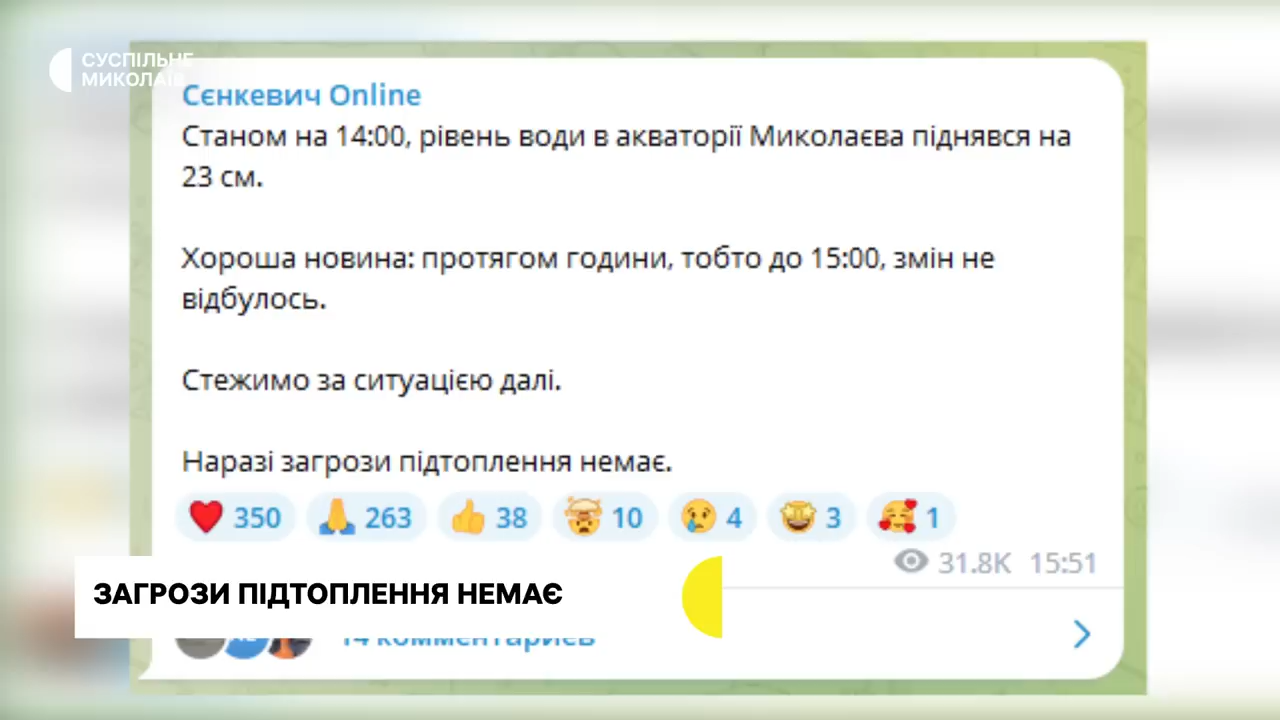 СУСПІЛЬНЕ
МИКОЛАЇВ
Сєнкевич Online
Станом на 14:00, рівень води в акваторії Миколаєва піднявся на
23 см.
Хороша новина: протягом години, тобто до 15:00, змін не
відбулось.
Стежимо за ситуацією далі.
Наразі загрози підтоплення немає.
350 263 38 10 4 3 1
31.8K 15:51
ЗАГРОЗИ ПІДТОПЛЕННЯ НЕМАЄ
14 комментариев